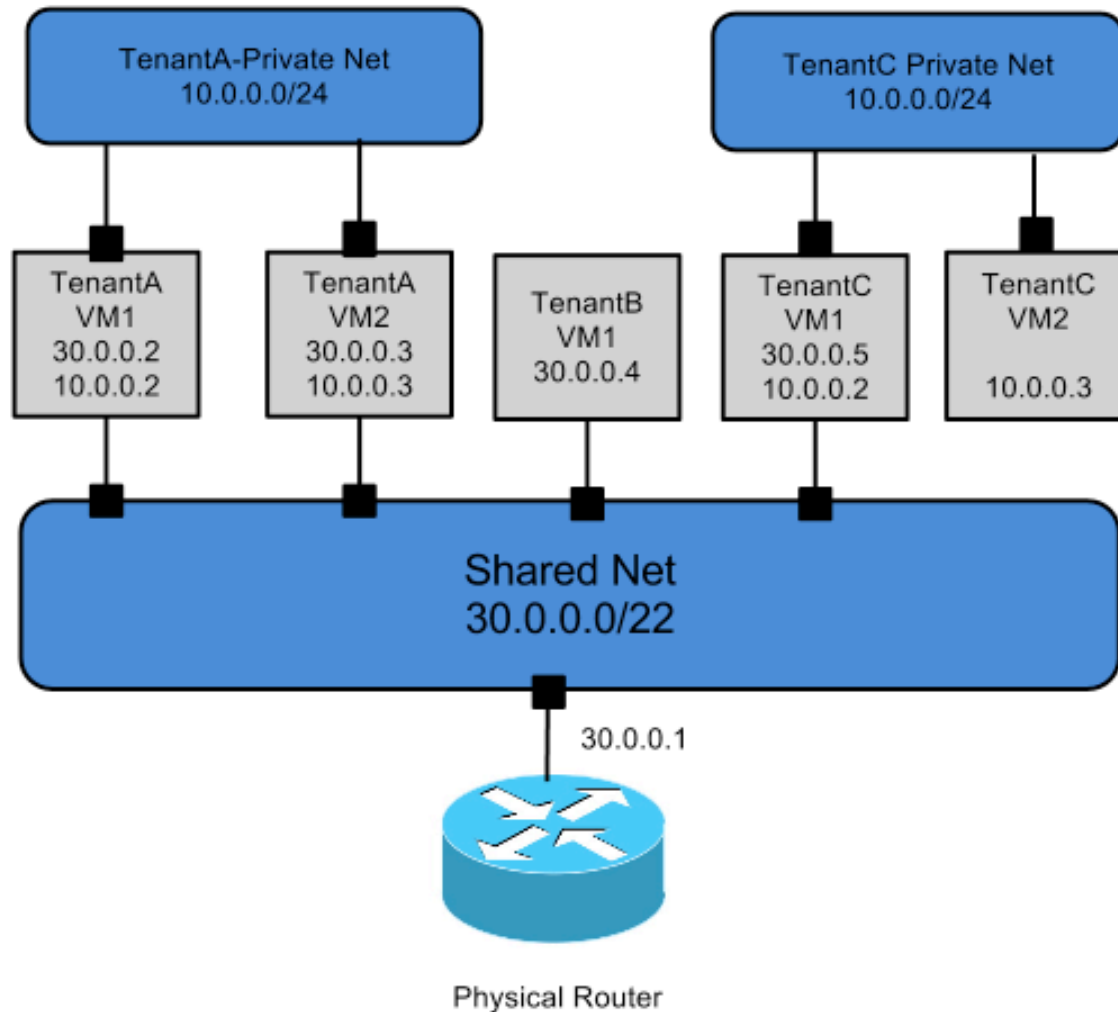 TenantA-Private Net
10.0.0.0/24
TenantC Private Net
10.0.0.0/24
TenantA
VM1
30.0.0.2
10.0.0.2
TenantA
VM2
30.0.0.3
10.0.0.3
TenantB
VM1
30.0.0.4
TenantC
VM1
30.0.0.5
10.0.0.2
TenantC
VM2
10.0.0.3
Shared Net
30.0.0.0/22
30.0.0.1
Physical Router